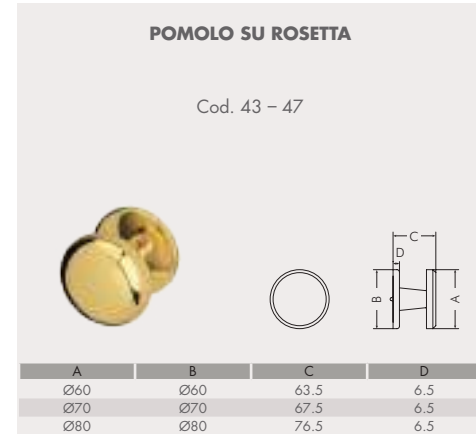 POMOLO SU ROSETTA
Cod. 43 – 47
C
D
B
A
A B C D
Ø60 Ø60 63.5 6.5
Ø70 Ø70 67.5 6.5
Ø80 Ø80 76.5 6.5